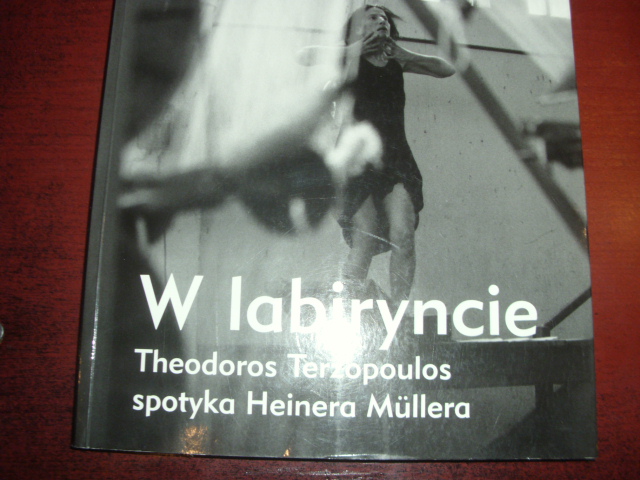 W labiryncie
Theodoros Terzopoulos
spotyka Heinera Müllera